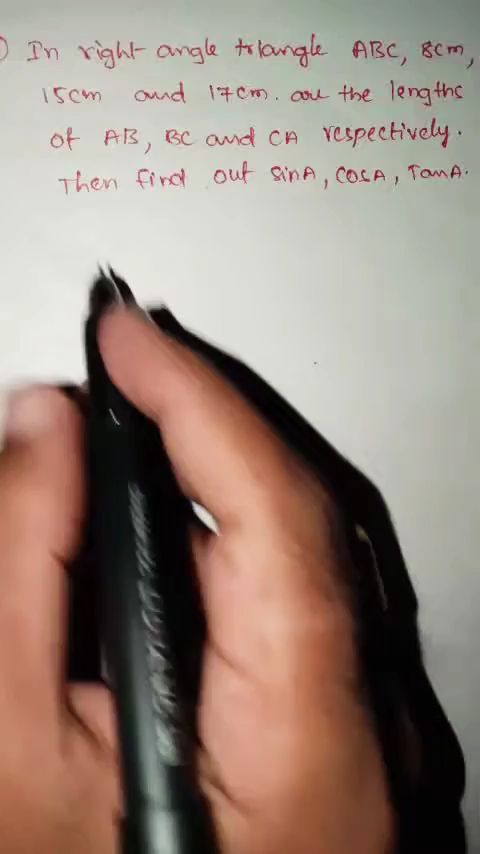 ) In right angle triangle ABC, 8cm,
15cm and 17cm. are the lengths
of AB, BC and CA respectively.
Then find out sinA, COSA, TanA.